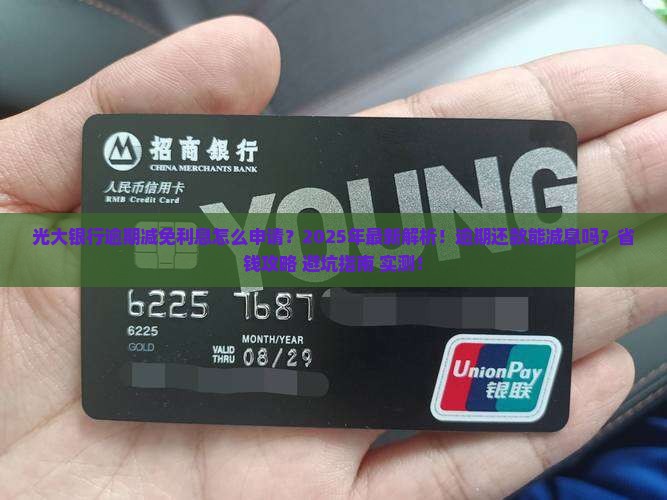 招商银行
CHINA MERCHANTS BANK
人民币信用卡
RMB Credit Card
YOUNG
光大银行逾期减免利息怎么申请？2025年最新解析！逾期还款能减息吗？省
钱攻略 避坑指南 实测！
6225 7687
6225
GOLD
MONTH/YEAR
VALID
THRU
08/29
UnionPay
银联